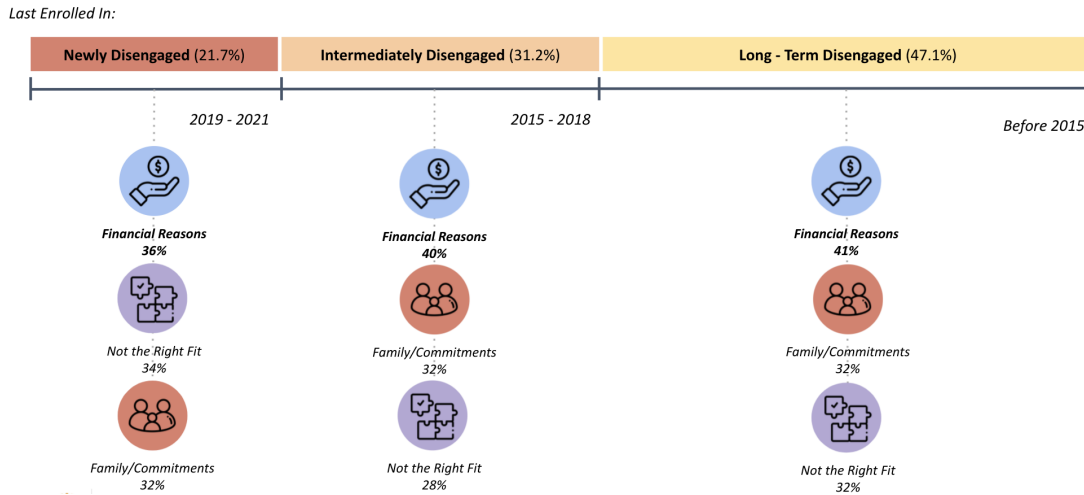 Last Enrolled In:
Newly Disengaged (21.7%)
Intermediately Disengaged (31.2%)
Long - Term Disengaged (47.1%)
2019 - 2021
2015 - 2018
Before 2015
$
Financial Reasons
36%
Not the Right Fit
34%
Family/Commitments
32%
$
Financial Reasons
40%
Family/Commitments
32%
Not the Right Fit
28%
$
Financial Reasons
41%
Family/Commitments
32%
Not the Right Fit
32%